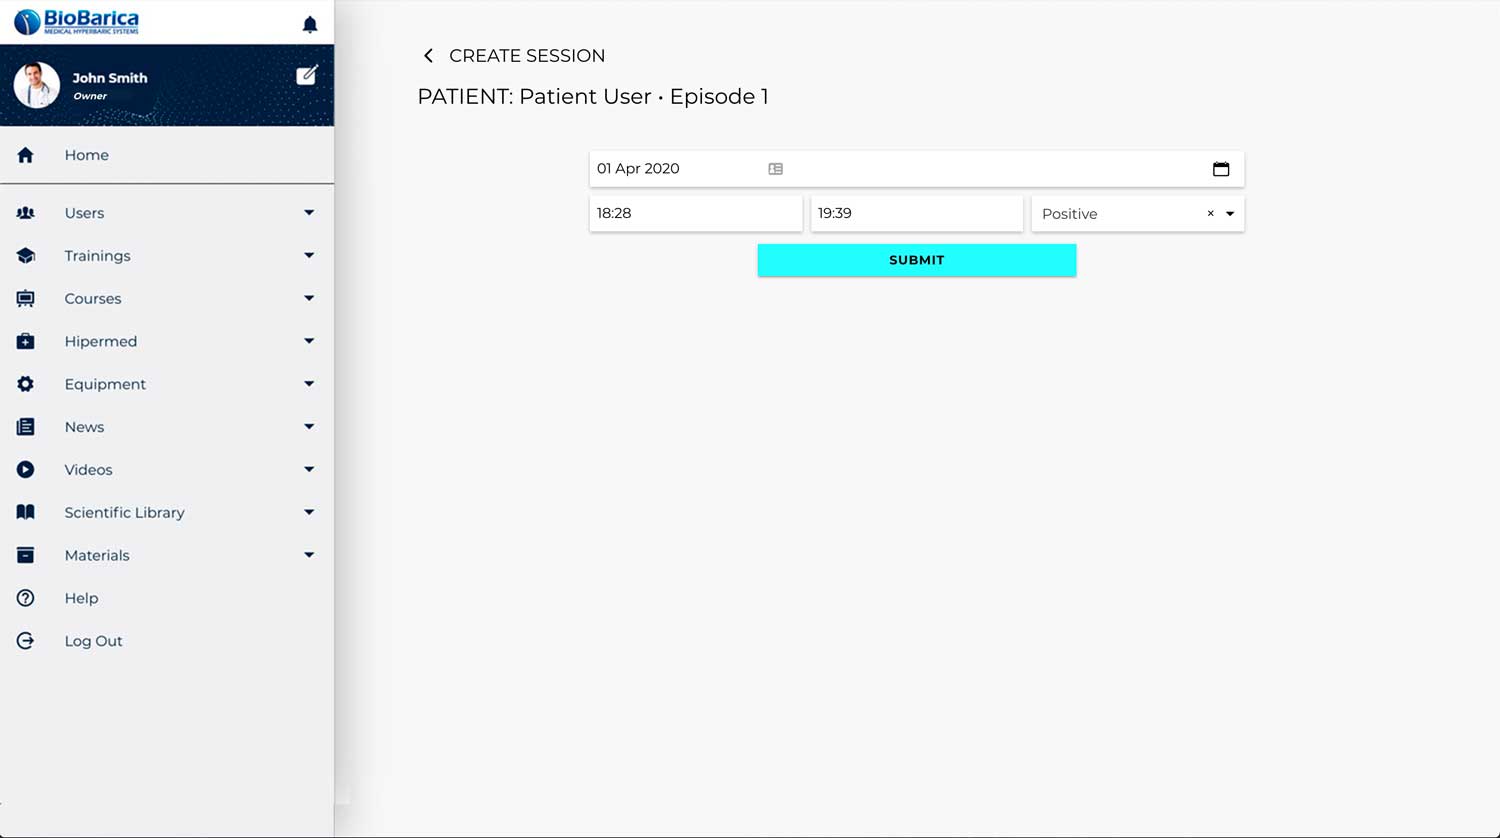 BioBarica
MEDICAL HYPERBARIC SYSTEMS
John Smith
Owner
Home
Users
Trainings
Courses
Hipermed
Equipment
News
Videos
Scientific Library
Materials
Help
Log Out
CREATE SESSION
PATIENT: Patient User • Episode 1
01 Apr 2020
18:28
19:39
Positive ×
SUBMIT